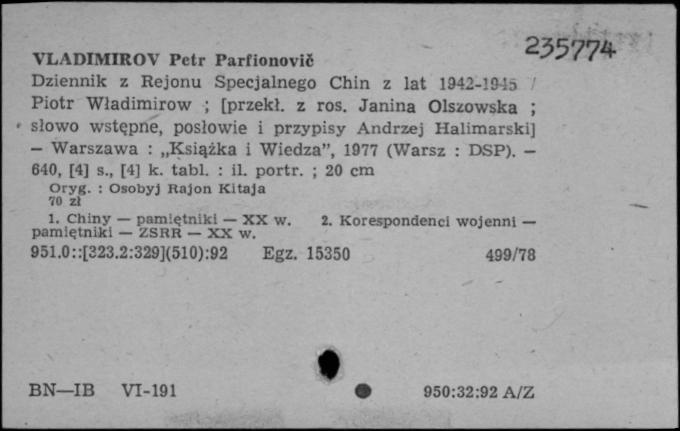 235774
VLADIMIROV Petr Parfionovič
Dziennik z Rejonu Specjalnego Chin z lat 1942-1945 /
Piotr Władimirow ; [przekł. z ros. Janina Olszowska ;
słowo wstępne, posłowie i przypisy Andrzej Halimarski]
— Warszawa : „Książka i Wiedza”, 1977 (Warsz : DSP). —
640, [4] s., [4] k. tabl. : il. portr. ; 20 cm
Oryg. : Osobyj Rajon Kitaja
70 zł
1. Chiny — pamiętniki — XX w. 2. Korespondenci wojenni —
pamiętniki — ZSRR — XX w.
951.0::[323.2:329](510):92 Egz. 15350 499/78
BN—IB VI-191 950:32:92 A/Z